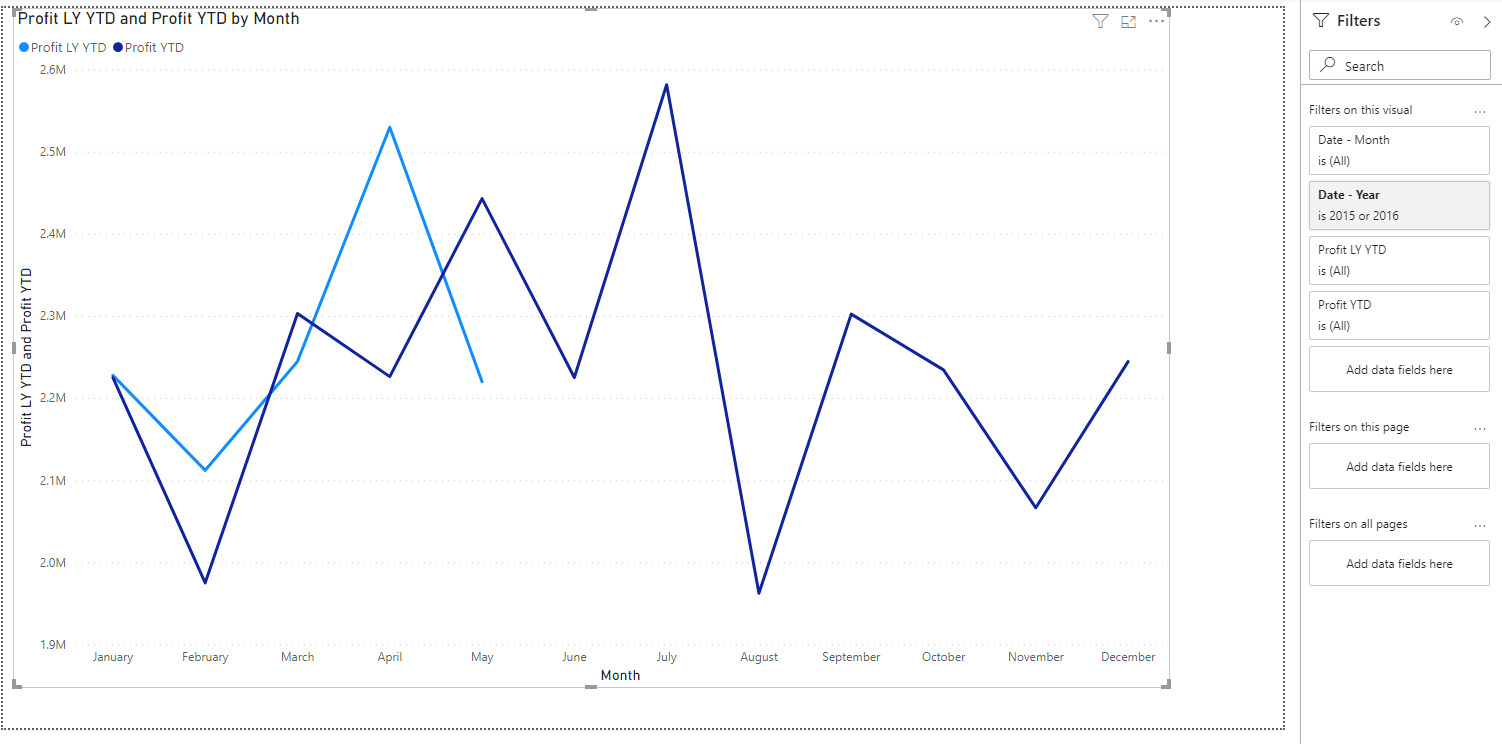 Profit LY YTD and Profit YTD by Month
Profit LY YTD Profit YTD
2.6M
2.5M
2.4M
2.3M
2.2M
2.1M
2.0M
1.9M
Profit LY YTD and Profit YTD
January February March April May June July August September October November December
Month
Filters
Search
Filters on this visual ...
Date - Month
is (All)
Date - Year
is 2015 or 2016
Profit LY YTD
is (All)
Profit YTD
is (All)
Add data fields here
Filters on this page ...
Add data fields here
Filters on all pages ...
Add data fields here